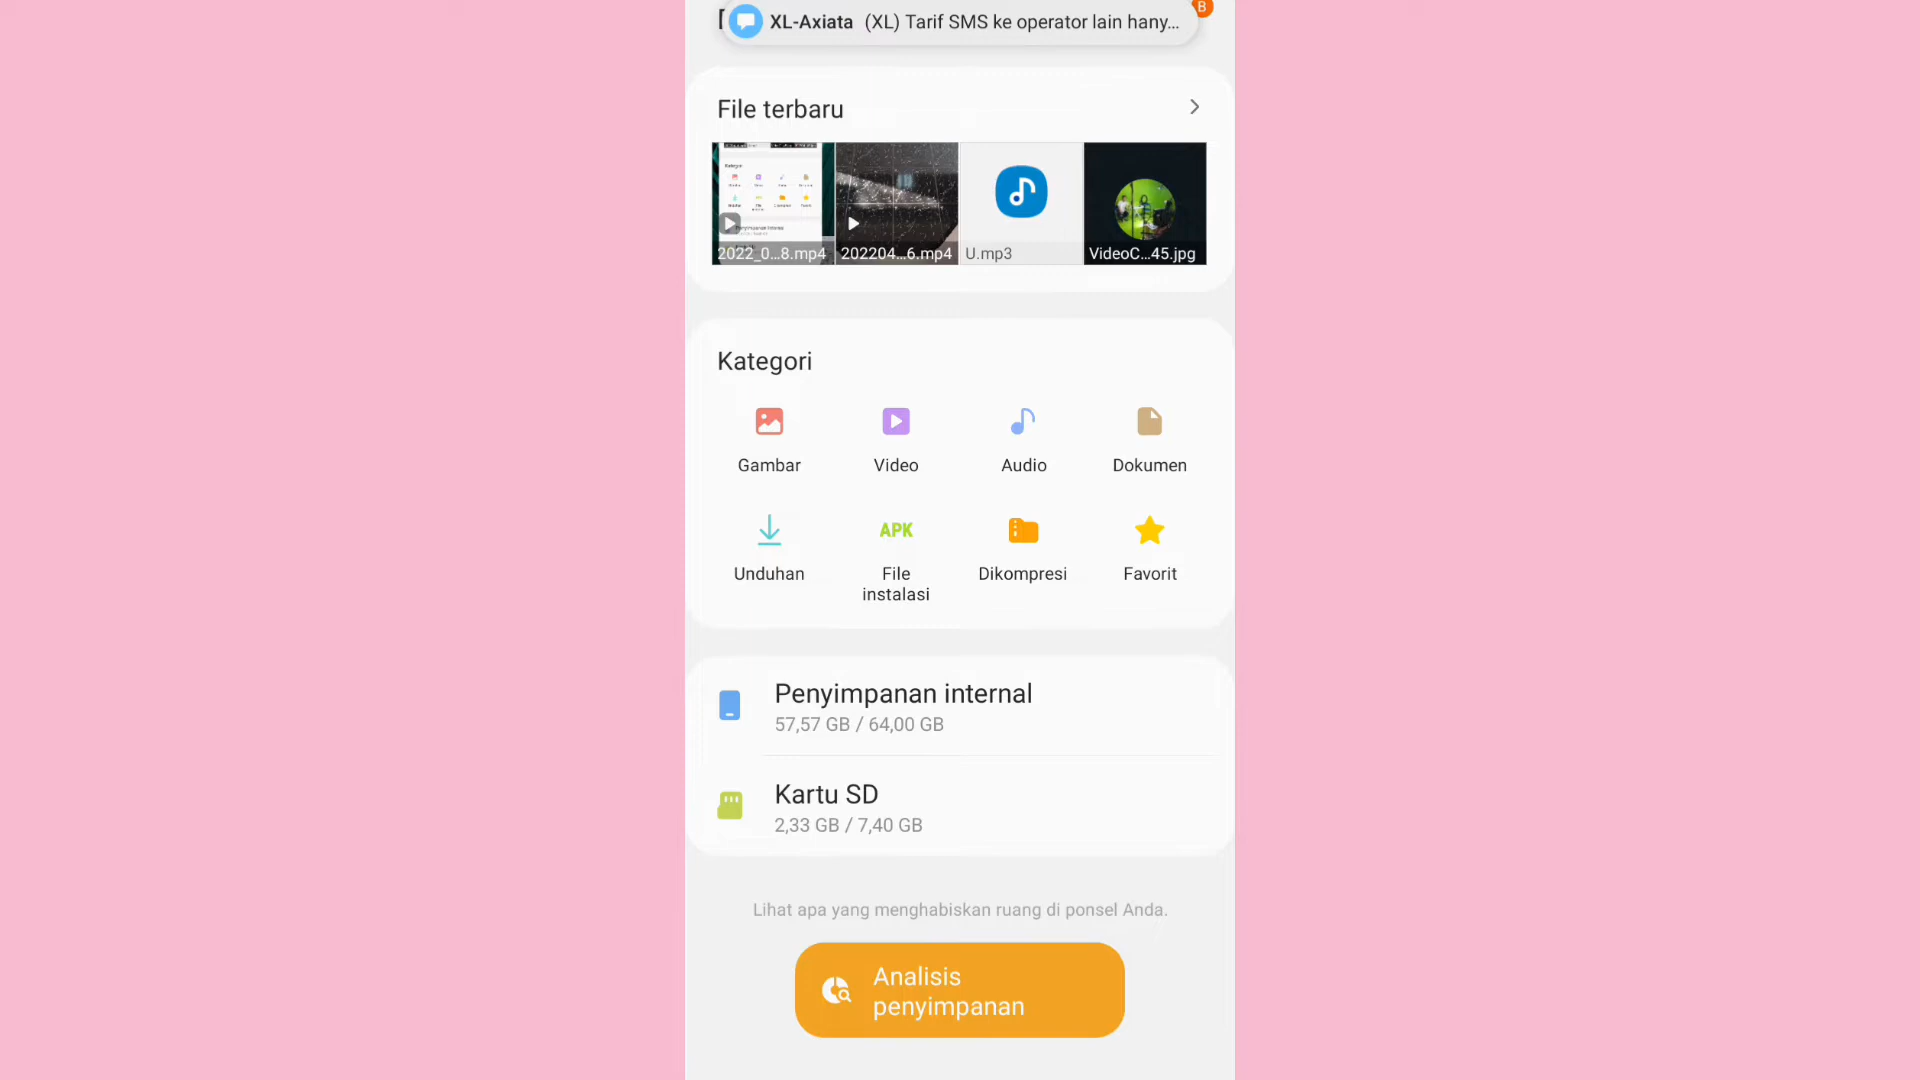 XL-Axiata (XL) Tarif SMS ke operator lain hany...
B
File terbaru
2022_0...8.mp4
202204...6.mp4
U.mp3
VideoC...45.jpg
Kategori
Gambar
Video
Audio
Dokumen
Unduhan
APK
File
instalasi
Dikompresi
Favorit
Penyimpanan internal
57,57 GB / 64,00 GB
Kartu SD
2,33 GB / 7,40 GB
Lihat apa yang menghabiskan ruang di ponsel Anda.
Analisis
penyimpanan